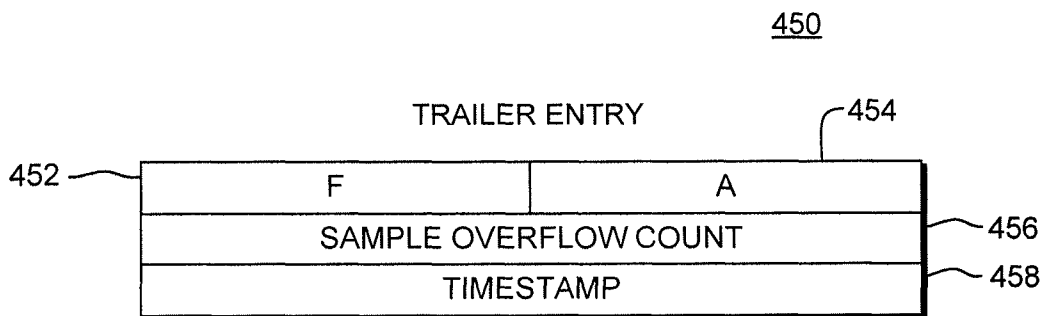 450
TRAILER ENTRY
454
452
F A
SAMPLE OVERFLOW COUNT
456
TIMESTAMP
458